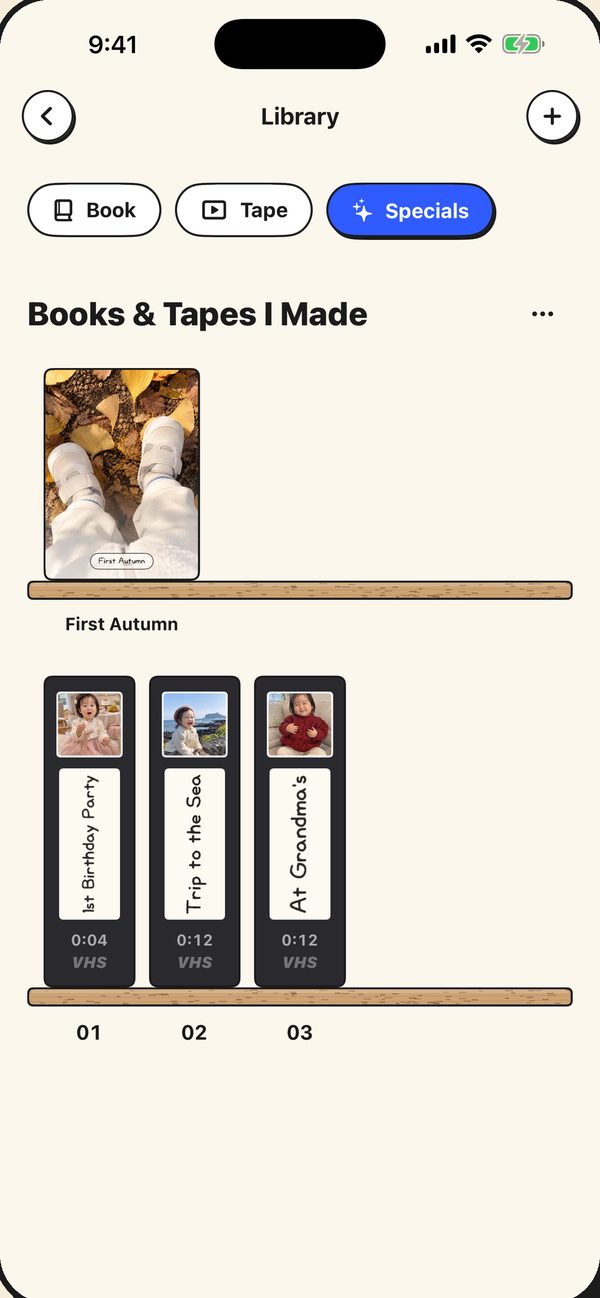 9:41
Library
Book
Tape
Specials
Books & Tapes I Made
First Autumn
First Autumn
1st Birthday Party
0:04
VHS
Trip to the Sea
0:12
VHS
At Grandma's
0:12
VHS
01
02
03